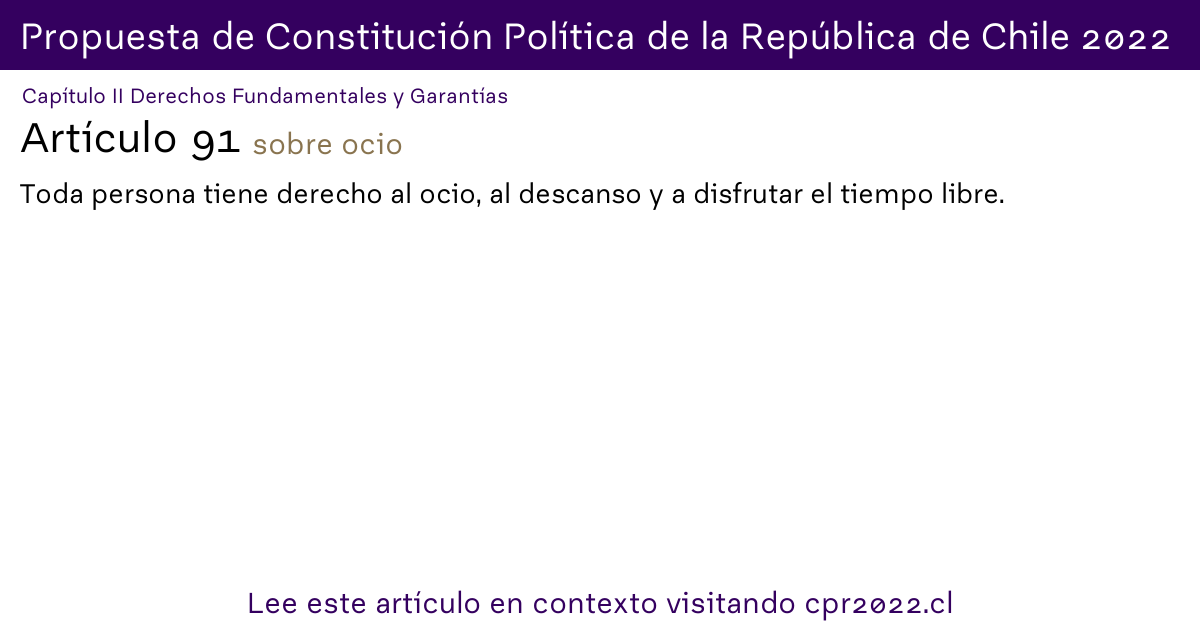 Propuesta de Constitución Política de la República de Chile 2022
Capítulo II Derechos Fundamentales y Garantías
Artículo 91 sobre ocio
Toda persona tiene derecho al ocio, al descanso y a disfrutar el tiempo libre.
Lee este artículo en contexto visitando cpr2022.cl